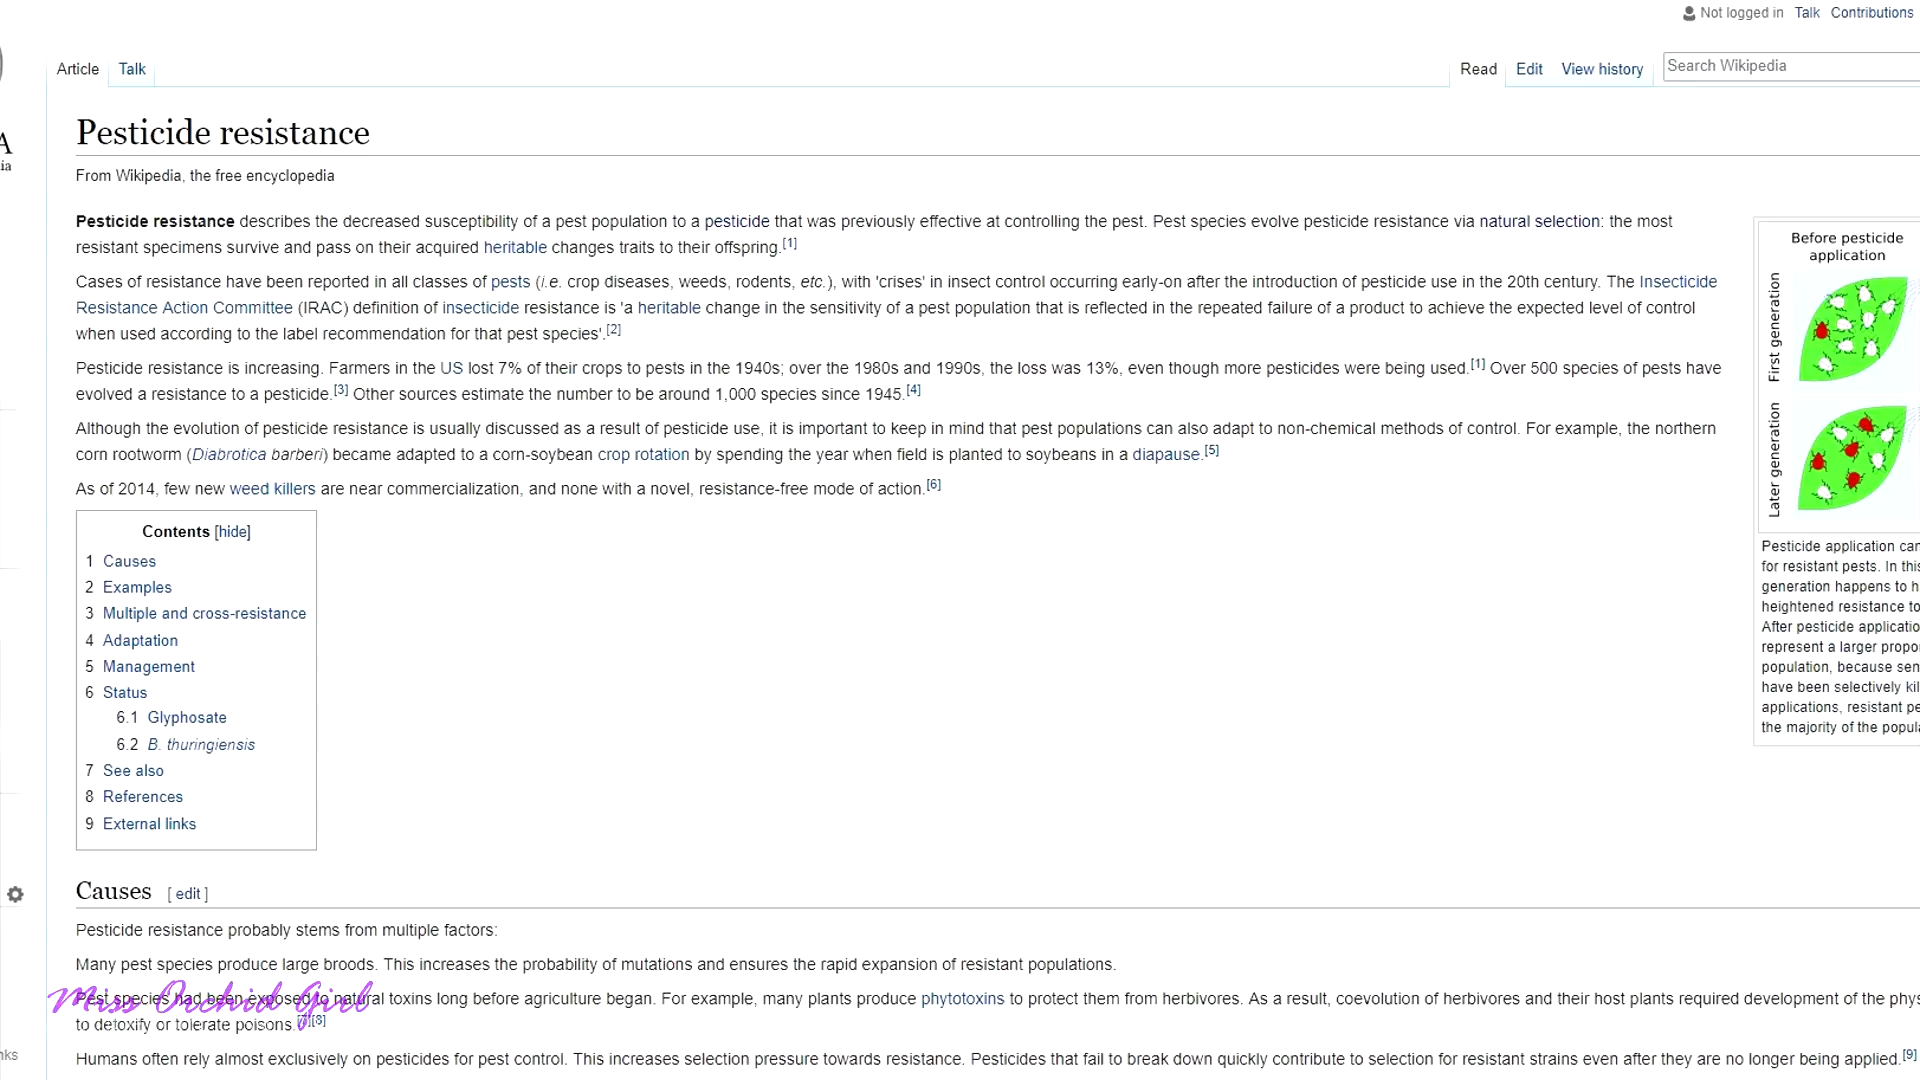 Not logged in Talk Contributions
Article Talk Read Edit View history Search Wikipedia
A
ia
Pesticide resistance
From Wikipedia, the free encyclopedia
Pesticide resistance describes the decreased susceptibility of a pest population to a pesticide that was previously effective at controlling the pest. Pest species evolve pesticide resistance via natural selection: the most
resistant specimens survive and pass on their acquired heritable changes traits to their offspring.[1]
Cases of resistance have been reported in all classes of pests (i.e. crop diseases, weeds, rodents, etc.), with 'crises' in insect control occurring early-on after the introduction of pesticide use in the 20th century. The Insecticide
Resistance Action Committee (IRAC) definition of insecticide resistance is 'a heritable change in the sensitivity of a pest population that is reflected in the repeated failure of a product to achieve the expected level of control
when used according to the label recommendation for that pest species'.[2]
Pesticide resistance is increasing. Farmers in the US lost 7% of their crops to pests in the 1940s; over the 1980s and 1990s, the loss was 13%, even though more pesticides were being used.[1] Over 500 species of pests have
evolved a resistance to a pesticide.[3] Other sources estimate the number to be around 1,000 species since 1945.[4]
Although the evolution of pesticide resistance is usually discussed as a result of pesticide use, it is important to keep in mind that pest populations can also adapt to non-chemical methods of control. For example, the northern
corn rootworm (Diabrotica barberi) became adapted to a corn-soybean crop rotation by spending the year when field is planted to soybeans in a diapause.[5]
As of 2014, few new weed killers are near commercialization, and none with a novel, resistance-free mode of action.[6]
Before pesticide
application
First generation
Later generation
Pesticide application can
for resistant pests. In this
generation happens to h
heightened resistance to
After pesticide applicatio
represent a larger propo
population, because sen
have been selectively kil
applications, resistant pe
the majority of the popula
Contents [hide]
1 Causes
2 Examples
3 Multiple and cross-resistance
4 Adaptation
5 Management
6 Status
6.1 Glyphosate
6.2 B. thuringiensis
7 See also
8 References
9 External links
Causes [ edit ]
Pesticide resistance probably stems from multiple factors:
Many pest species produce large broods. This increases the probability of mutations and ensures the rapid expansion of resistant populations.
Pest species had been exposed to natural toxins long before agriculture began. For example, many plants produce phytotoxins to protect them from herbivores. As a result, coevolution of herbivores and their host plants required development of the phys
to detoxify or tolerate poisons.[7][8]
Miss Orchid Girl
Humans often rely almost exclusively on pesticides for pest control. This increases selection pressure towards resistance. Pesticides that fail to break down quickly contribute to selection for resistant strains even after they are no longer being applied.[9]
nks